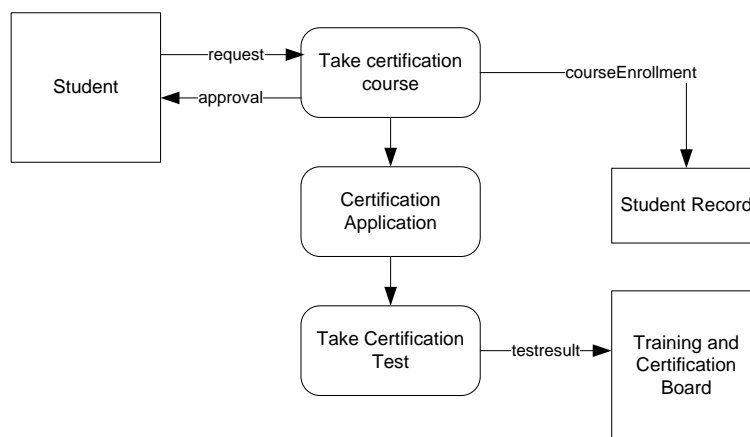 Student
request
approval
Take certification
course
courseEnrollment
Certification
Application
Student Record
Take Certification
Test
testresult
Training and
Certification
Board